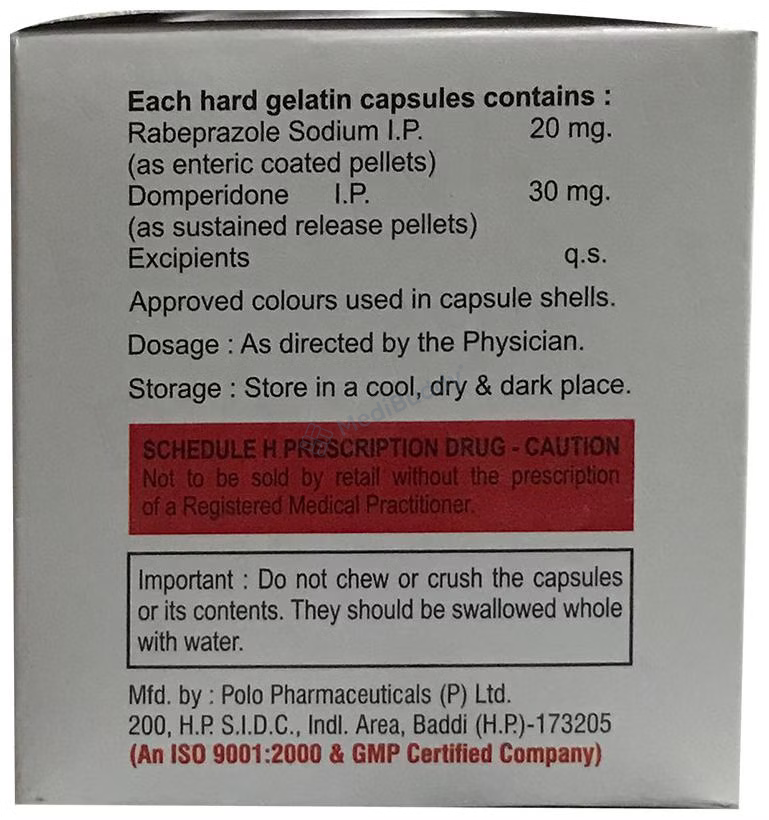 Each hard gelatin capsules contains :
Rabeprazole Sodium I.P. 20 mg.
(as enteric coated pellets)
Domperidone I.P. 30 mg.
(as sustained release pellets)
Excipients q.s.
Approved colours used in capsule shells.
Dosage : As directed by the Physician.
Storage : Store in a cool, dry & dark place.
MediBuddy
SCHEDULE H PRESCRIPTION DRUG - CAUTION
Not to be sold by retail without the prescription
of a Registered Medical Practitioner.
Important : Do not chew or crush the capsules
or its contents. They should be swallowed whole
with water.
Mfd. by : Polo Pharmaceuticals (P) Ltd.
200, H.P. S.I.D.C., Indl. Area, Baddi (H.P.)-173205
(An ISO 9001:2000 & GMP Certified Company)